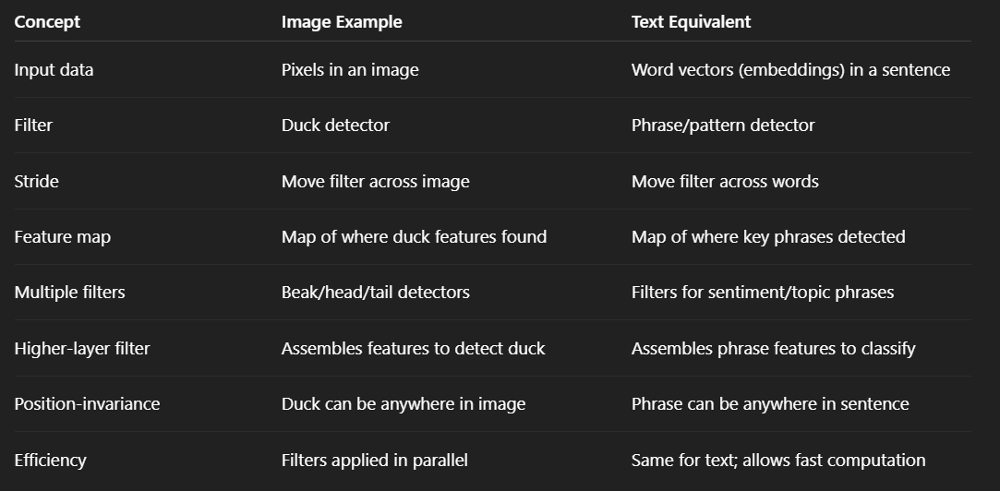 Concept Image Example Text Equivalent
Input data Pixels in an image Word vectors (embeddings) in a sentence
Filter Duck detector Phrase/pattern detector
Stride Move filter across image Move filter across words
Feature map Map of where duck features found Map of where key phrases detected
Multiple filters Beak/head/tail detectors Filters for sentiment/topic phrases
Higher-layer filter Assembles features to detect duck Assembles phrase features to classify
Position-invariance Duck can be anywhere in image Phrase can be anywhere in sentence
Efficiency Filters applied in parallel Same for text; allows fast computation